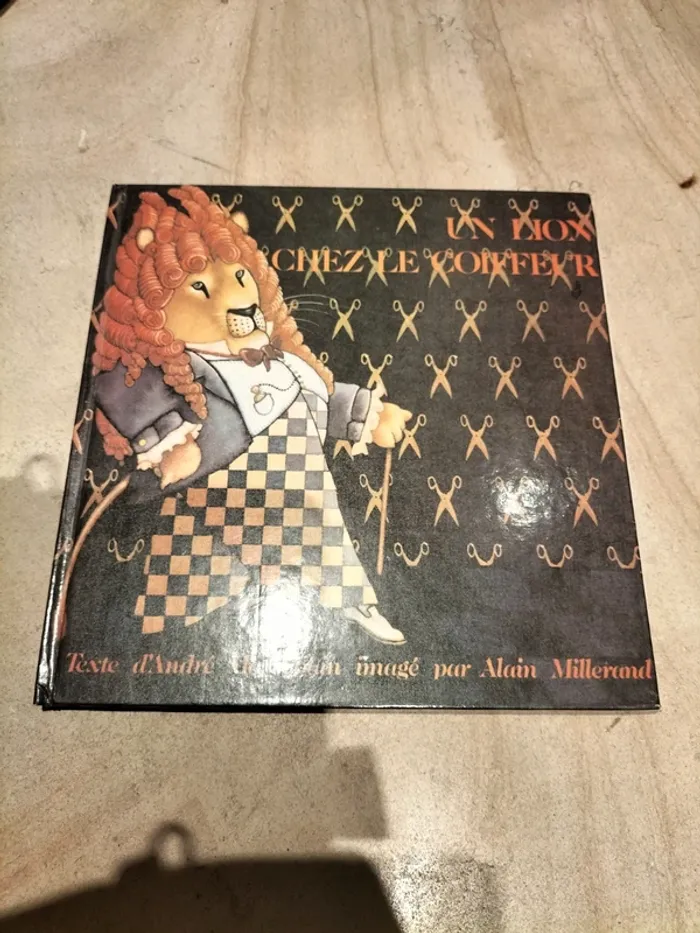 UN LION
CHEZ LE COIFFEUR
Texte d'André imagé par Alain Millerand